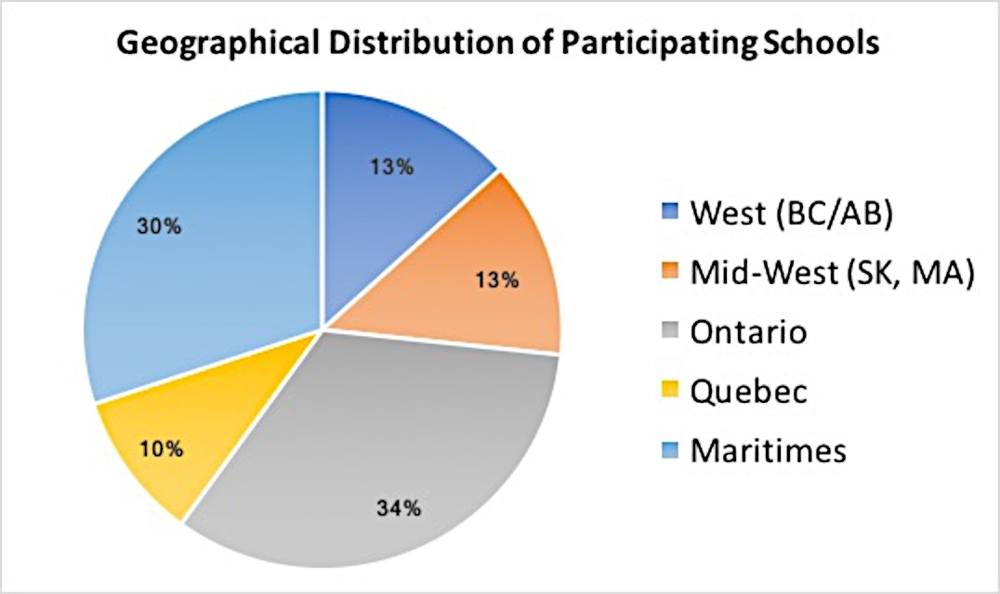 Geographical Distribution of Participating Schools
13%
30%
13%
10%
34%
West (BC/AB)
Mid-West (SK, MA)
Ontario
Quebec
Maritimes